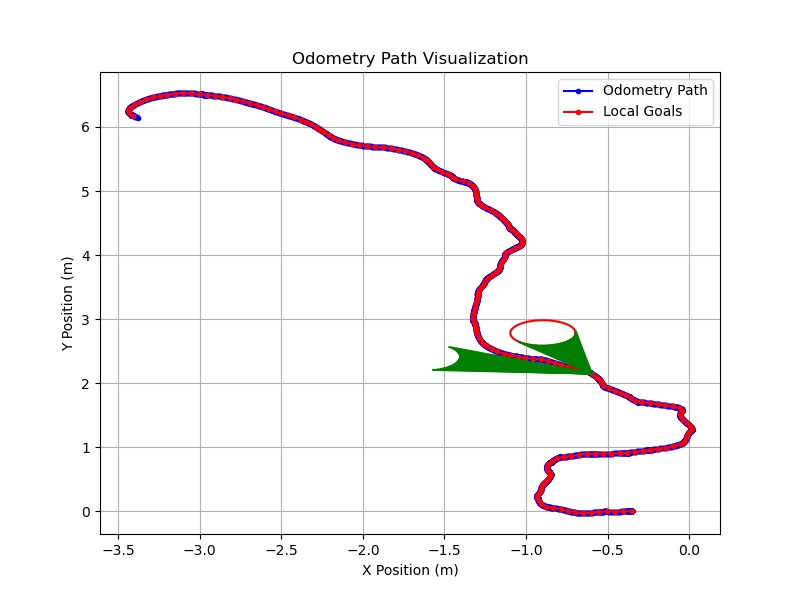 Odometry Path Visualization
Odometry Path
Local Goals
Y Position (m)
6
5
4
3
2
1
0
−3.5 −3.0 −2.5 −2.0 −1.5 −1.0 −0.5 0.0
X Position (m)